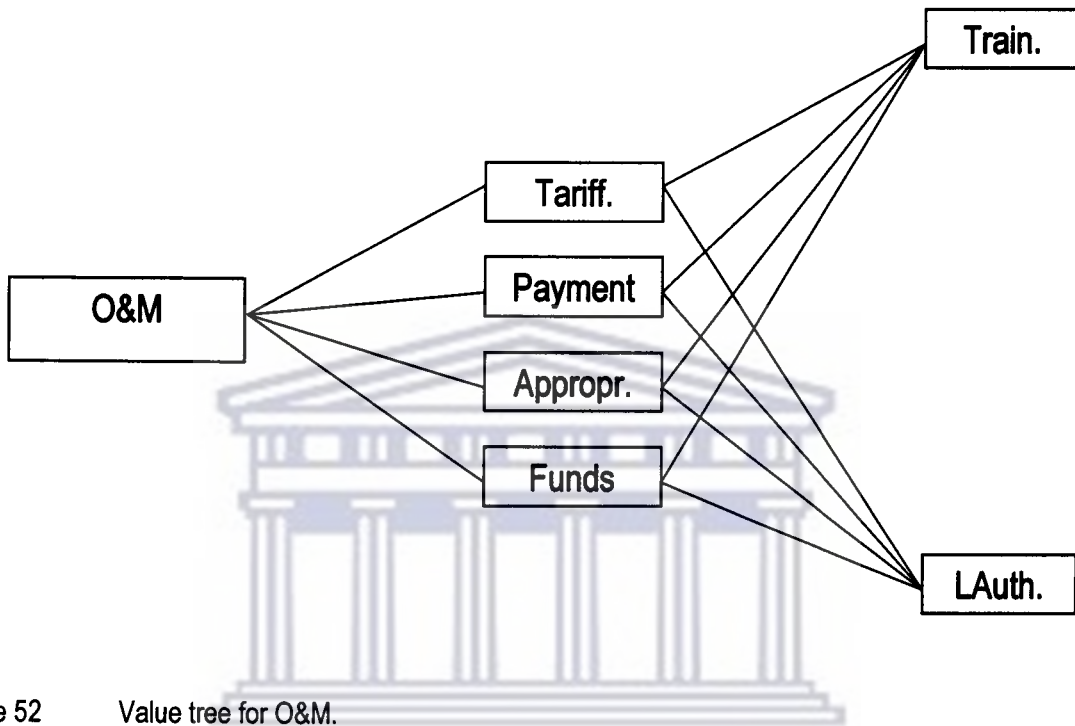 Train.
Tariff.
O&M
Payment
Appropr.
Funds
LAuth.
e 52 Value tree for O&M.